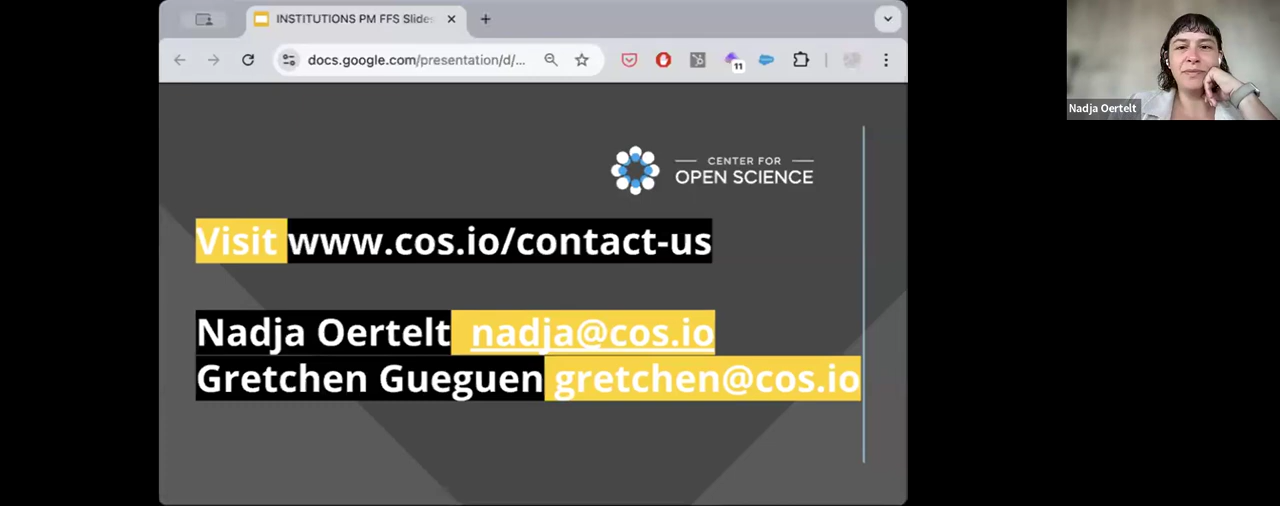 INSTITUTIONS PM FFS Slides
docs.google.com/presentation/d/...
11
CENTER FOR
OPEN SCIENCE
Visit www.cos.io/contact-us
Nadja Oertelt nadja@cos.io
Gretchen Gueguen gretchen@cos.io
Nadja Oertelt